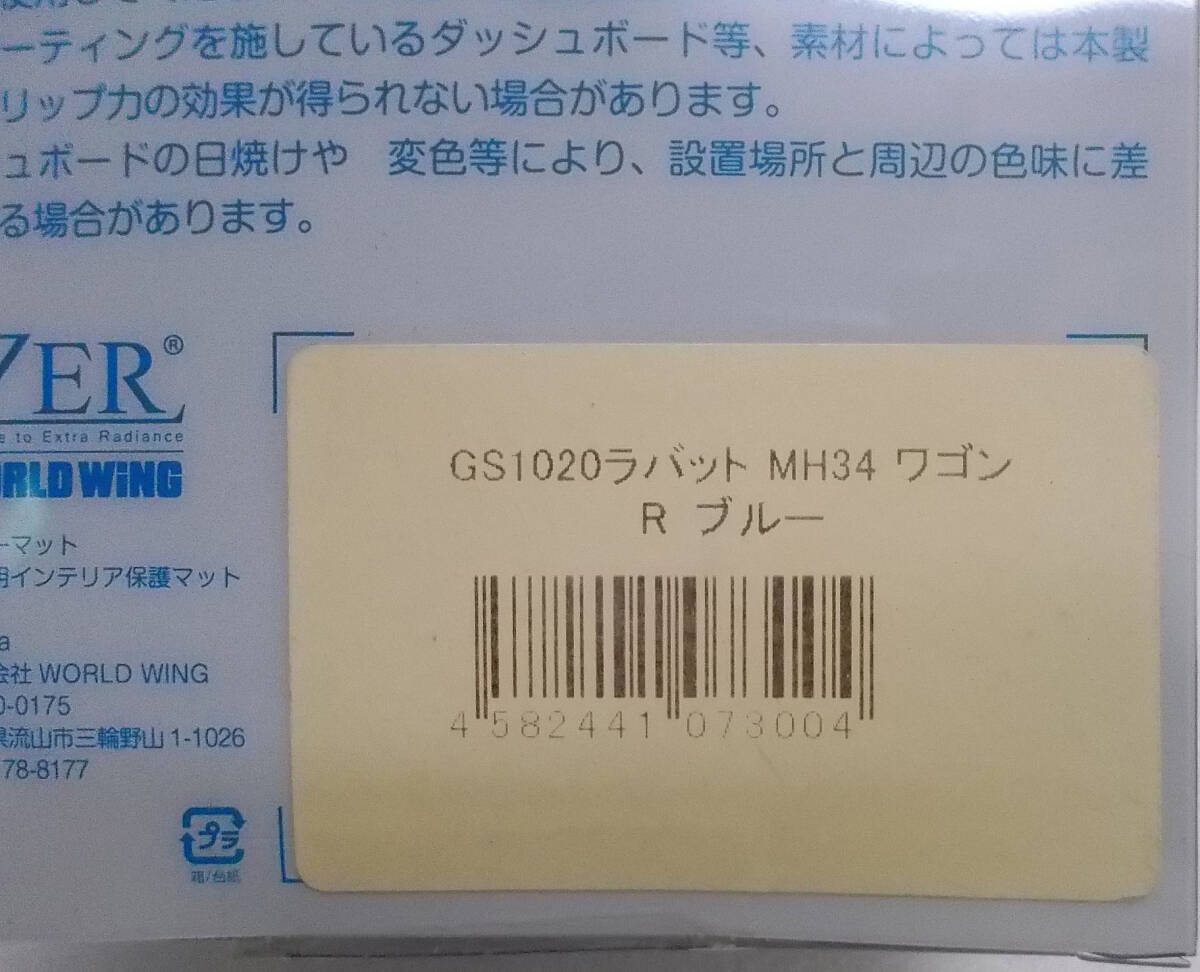 ーティングを施しているダッシュボード等、素材によっては本製
リップ力の効果が得られない場合があります。
ュボードの日焼けや 変色等により、設置場所と周辺の色味に差
る場合があります。
ZER®
e to Extra Radiance
ORLD WiNG
ーマット
用インテリア保護マット
a
会社 WORLD WING
0-0175
県流山市三輪野山 1-1026
78-8177
プラ
箱/台紙
GS1020ラバット MH34 ワゴン
R ブルー
4 582441 073004